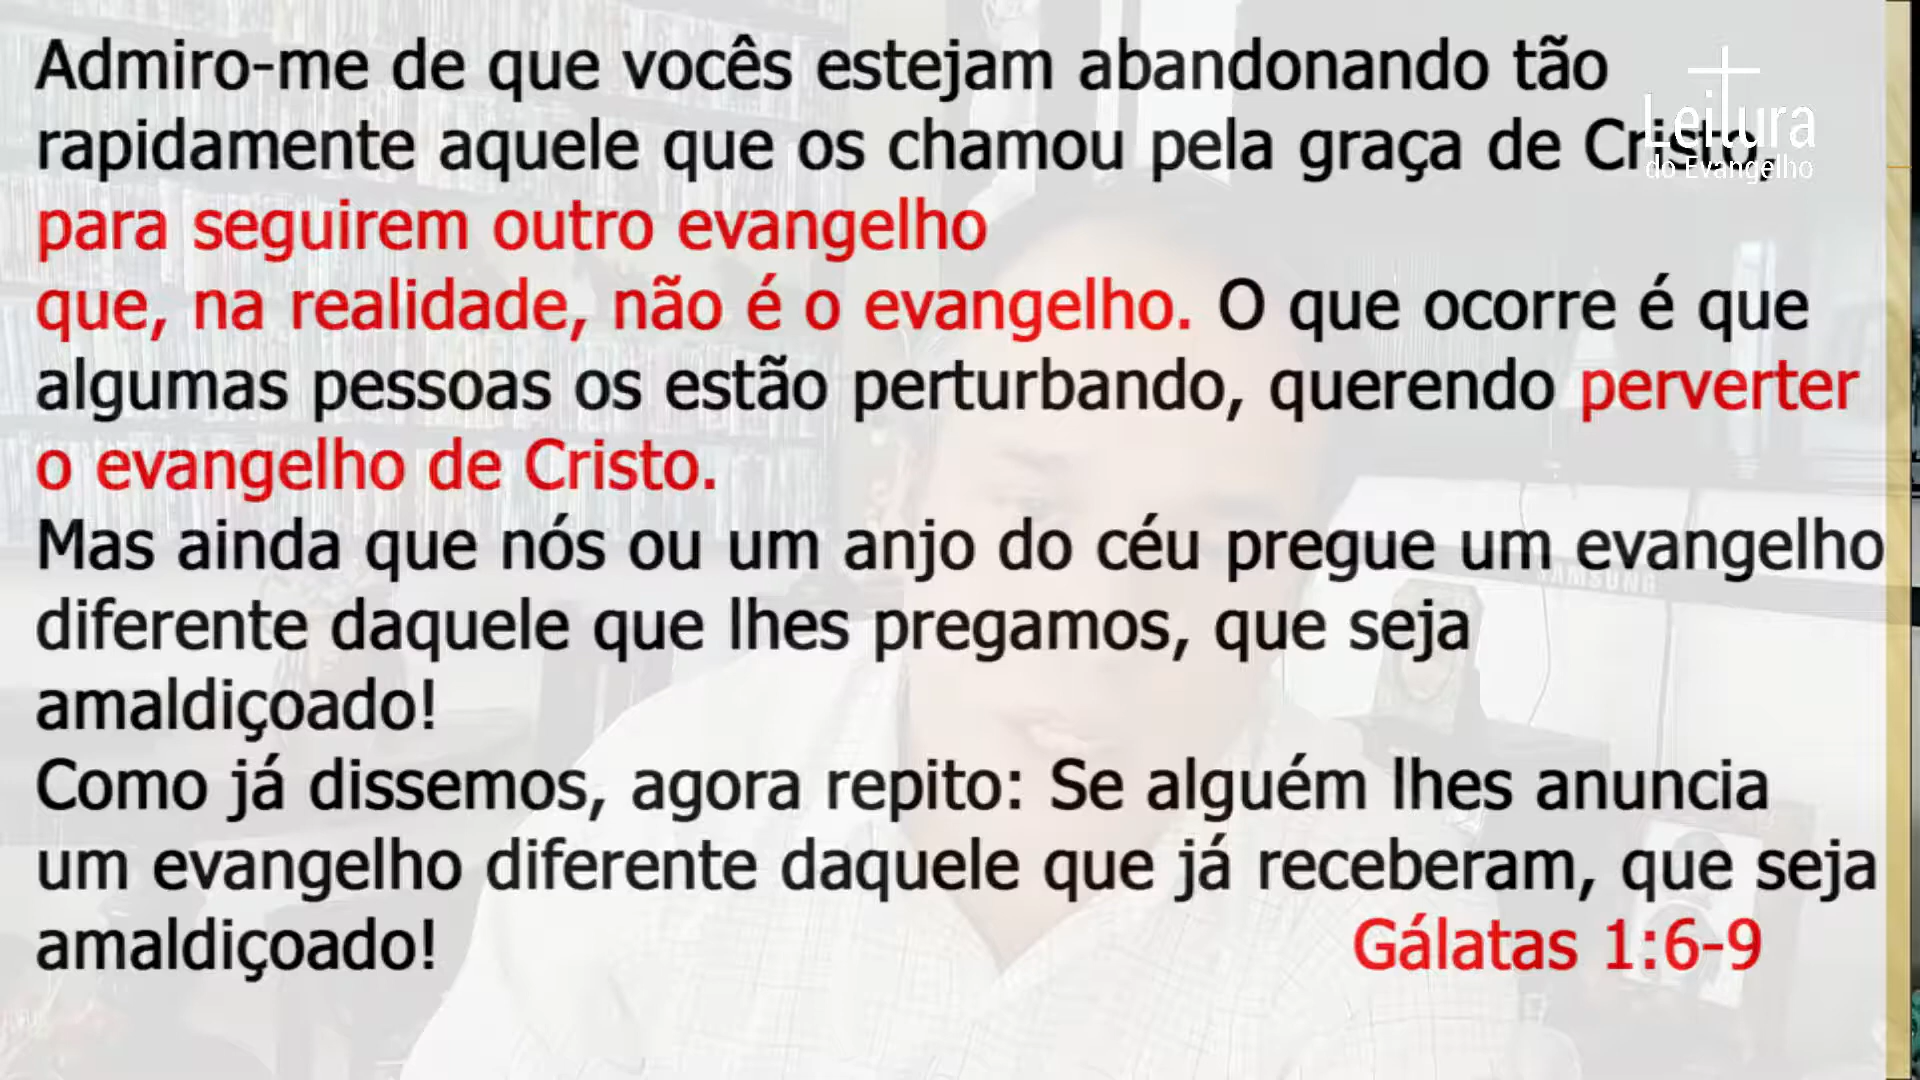 Admiro-me de que vocês estejam abandonando tão
rapidamente aquele que os chamou pela graça de Cristo,
para seguirem outro evangelho
que, na realidade, não é o evangelho. O que ocorre é que
algumas pessoas os estão perturbando, querendo perverter
o evangelho de Cristo.
Mas ainda que nós ou um anjo do céu pregue um evangelho
diferente daquele que lhes pregamos, que seja
amaldiçoado!
Como já dissemos, agora repito: Se alguém lhes anuncia
um evangelho diferente daquele que já receberam, que seja
amaldiçoado!
Gálatas 1:6-9
Leitura
do Evangelho
SAMSUNG